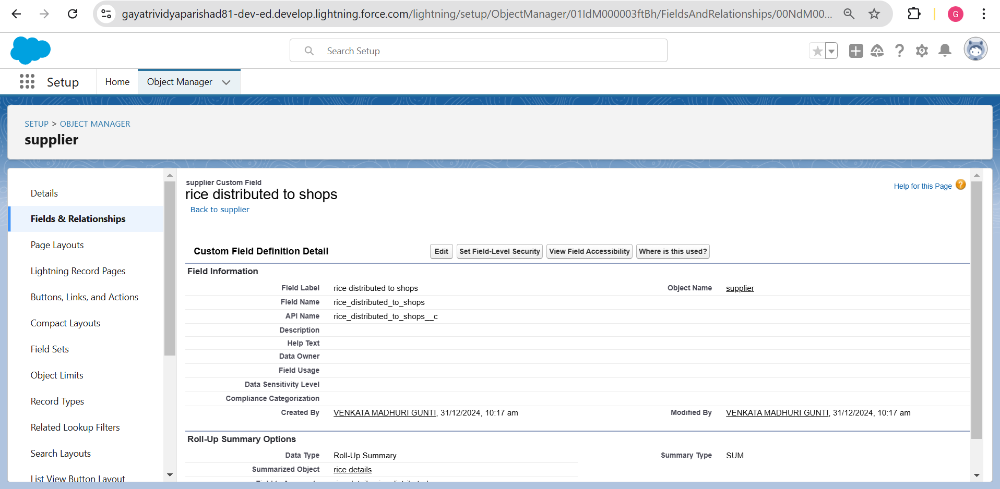 gayatrividyaparishad81-dev-ed.develop.lightning.force.com/lightning/setup/ObjectManager/01IdM000003ftBh/FieldsAndRelationships/00NdM00...
G
Search Setup
Setup
Home
Object Manager
SETUP > OBJECT MANAGER
supplier
Details
Fields & Relationships
Page Layouts
Lightning Record Pages
Buttons, Links, and Actions
Compact Layouts
Field Sets
Object Limits
Record Types
Related Lookup Filters
Search Layouts
List View Button Layout
supplier Custom Field
rice distributed to shops
Back to supplier
Help for this Page ?
Custom Field Definition Detail
Edit
Set Field-Level Security
View Field Accessibility
Where is this used?
Field Information
Field Label rice distributed to shops Object Name supplier
Field Name rice_distributed_to_shops
API Name rice_distributed_to_shops__c
Description
Help Text
Data Owner
Field Usage
Data Sensitivity Level
Compliance Categorization
Created By VENKATA MADHURI GUNTI, 31/12/2024, 10:17 am Modified By VENKATA MADHURI GUNTI, 31/12/2024, 10:17 am
Roll-Up Summary Options
Data Type Roll-Up Summary Summary Type SUM
Summarized Object rice details